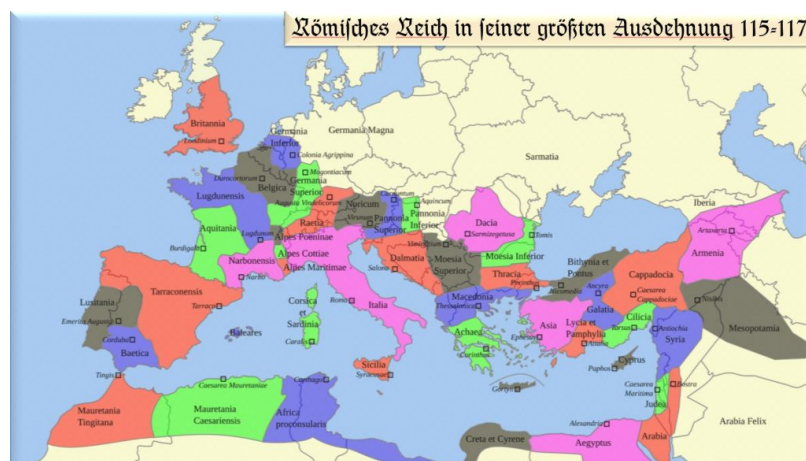 Römisches Reich in seiner größten Ausdehnung 115-117
Britannia
Londinium
Germania
Inferior
Colonia Agrippina
Germania Magna
Sarmatia
Durocortorum
Mogontiacum
Belgica
Germania
Superior
Lugdunensis
Augusta Vindelicorum
Raetia
Noricum
Virunum
Carnuntum
Pannonia
Superior
Aquincum
Pannonia
Inferior
Dacia
Sarmizegetusa
Iberia
Artaxata
Armenia
Aquitania
Burdigala
Lugdunum
Alpes Poeninae
Alpes Cottiae
Alpes Maritimae
Narbonensis
Narbo
Dalmatia
Salona
Viminacium
Moesia
Superior
Moesia Inferior
Tomis
Thracia
Perinthus
Bithynia et
Pontus
Nicomedia
Ancyra
Galatia
Cappadocia
Caesarea
Cappadociae
Lusitania
Emerita Augusta
Tarraconensis
Tarraco
Corduba
Baetica
Baleares
Corsica
et
Sardinia
Caralis
Roma
Italia
Macedonia
Thessalonica
Achaea
Corinthus
Asia
Ephesus
Lycia et
Pamphylia
Attalia
Cilicia
Tarsus
Antiochia
Syria
Nisibis
Mesopotamia
Sicilia
Syracusae
Tingis
Mauretania
Tingitana
Caesarea Mauretaniae
Mauretania
Caesariensis
Carthago
Africa
proconsularis
Gortyn
Cyprus
Paphos
Caesarea
Maritima
Judea
Bostra
Creta et Cyrene
Alexandria
Aegyptus
Arabia
Arabia Felix